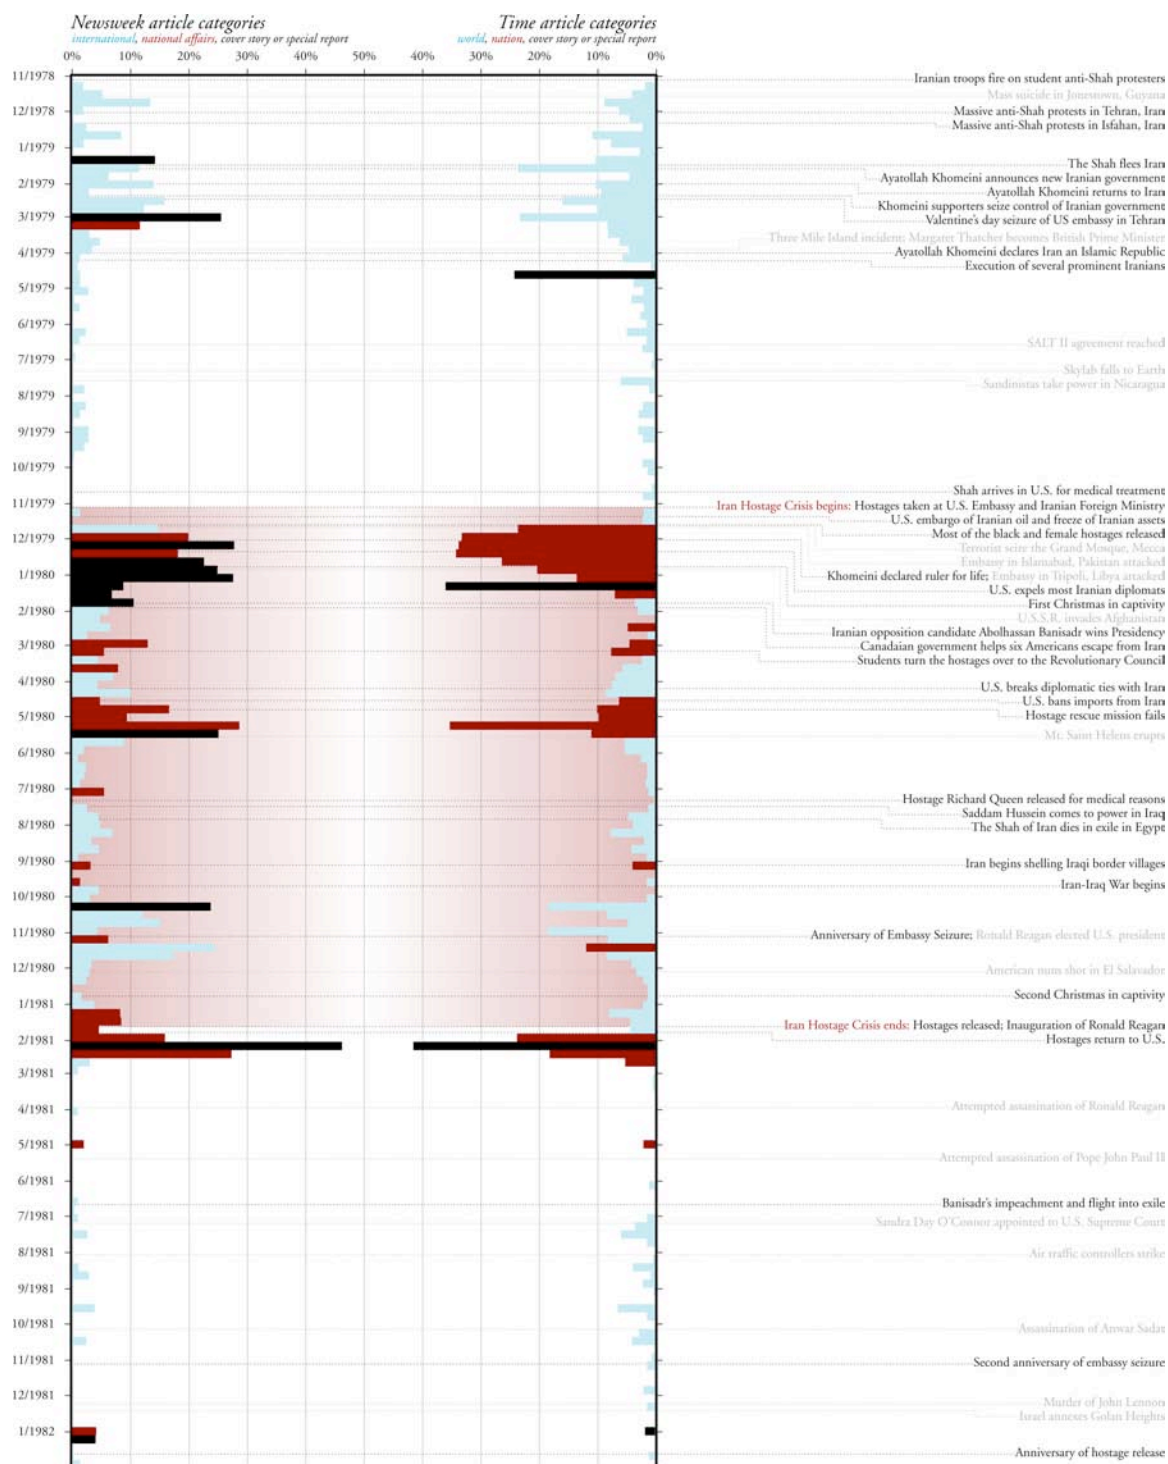 Newsweek article categories
international, national affairs, cover story or special report
Time article categories
world, nation, cover story or special report
0% 10% 20% 30% 40% 50% 40% 30% 20% 10% 0%
11/1978
12/1978
1/1979
2/1979
3/1979
4/1979
5/1979
6/1979
7/1979
8/1979
9/1979
10/1979
11/1979
12/1979
1/1980
2/1980
3/1980
4/1980
5/1980
6/1980
7/1980
8/1980
9/1980
10/1980
11/1980
12/1980
1/1981
2/1981
3/1981
4/1981
5/1981
6/1981
7/1981
8/1981
9/1981
10/1981
11/1981
12/1981
1/1982
Iranian troops fire on student anti-Shah protesters
Mass suicide in Jonestown, Guyana
Massive anti-Shah protests in Tehran, Iran
Massive anti-Shah protests in Isfahan, Iran
The Shah flees Iran
Ayatollah Khomeini announces new Iranian government
Ayatollah Khomeini returns to Iran
Khomeini supporters seize control of Iranian government
Valentine's day seizure of US embassy in Tehran
Three Mile Island incident; Margaret Thatcher becomes British Prime Minister
Ayatollah Khomeini declares Iran an Islamic Republic
Execution of several prominent Iranians
SALT II agreement reached
Skylab falls to Earth
Sandinistas take power in Nicaragua
Shah arrives in U.S. for medical treatment
Iran Hostage Crisis begins: Hostages taken at U.S. Embassy and Iranian Foreign Ministry
U.S. embargo of Iranian oil and freeze of Iranian assets
Most of the black and female hostages released
Terrorist seize the Grand Mosque, Mecca
Embassy in Islamabad, Pakistan attacked
Khomeini declared ruler for life; Embassy in Tripoli, Libya attacked
U.S. expels most Iranian diplomats
First Christmas in captivity
U.S.S.R. invades Afghanistan
Iranian opposition candidate Abolhassan Banisadr wins Presidency
Canadaian government helps six Americans escape from Iran
Students turn the hostages over to the Revolutionary Council
U.S. breaks diplomatic ties with Iran
U.S. bans imports from Iran
Hostage rescue mission fails
Mt. Saint Helens erupts
Hostage Richard Queen released for medical reasons
Saddam Hussein comes to power in Iraq
The Shah of Iran dies in exile in Egypt
Iran begins shelling Iraqi border villages
Iran-Iraq War begins
Anniversary of Embassy Seizure; Ronald Reagan elected U.S. president
American nuns shot in El Salavador
Second Christmas in captivity
Iran Hostage Crisis ends: Hostages released; Inauguration of Ronald Reagan
Hostages return to U.S.
Attempted assassination of Ronald Reagan
Attempted assassination of Pope John Paul II
Banisadr's impeachment and flight into exile
Sandra Day O'Connor appointed to U.S. Supreme Court
Air traffic controllers strike
Assassination of Anwar Sadat
Second anniversary of embassy seizure
Murder of John Lennon
Israel annexes Golan Heights
Anniversary of hostage release